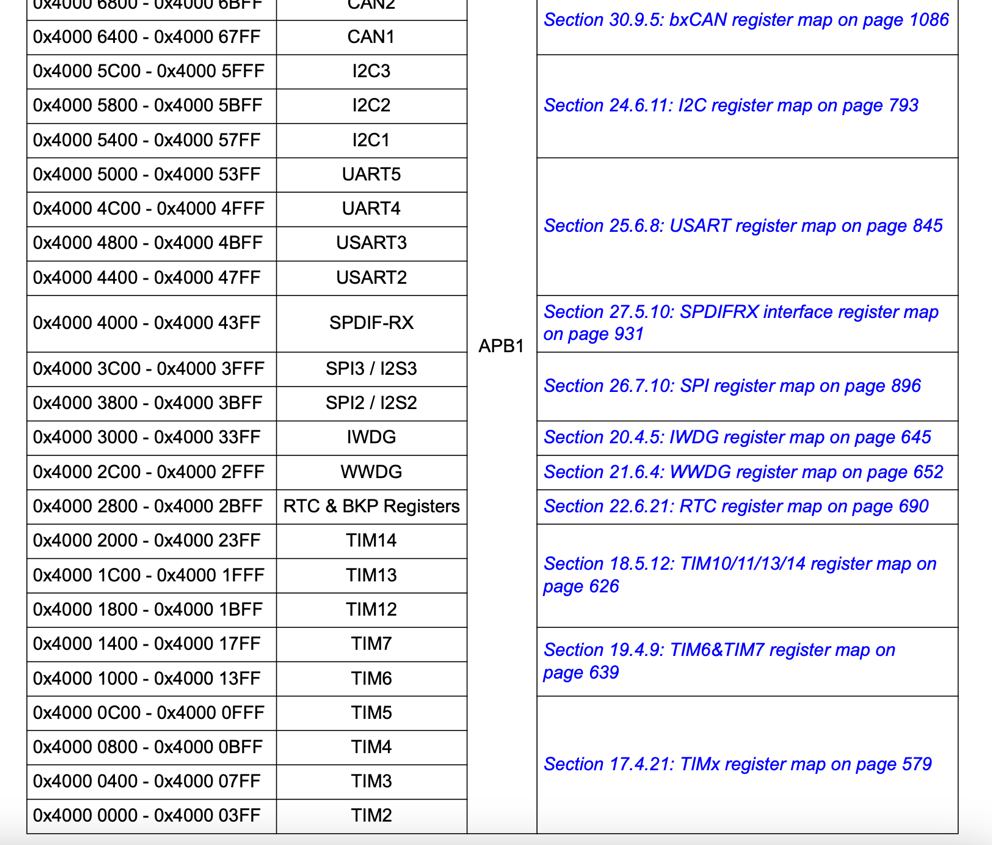 0x4000 6800 - 0x4000 6BFF CAN2
Section 30.9.5: bxCAN register map on page 1086
0x4000 6400 - 0x4000 67FF CAN1
0x4000 5C00 - 0x4000 5FFF I2C3
0x4000 5800 - 0x4000 5BFF I2C2 Section 24.6.11: I2C register map on page 793
0x4000 5400 - 0x4000 57FF I2C1
0x4000 5000 - 0x4000 53FF UART5
0x4000 4C00 - 0x4000 4FFF UART4
Section 25.6.8: USART register map on page 845
0x4000 4800 - 0x4000 4BFF USART3
0x4000 4400 - 0x4000 47FF USART2
0x4000 4000 - 0x4000 43FF SPDIF-RX
Section 27.5.10: SPDIFRX interface register map
on page 931
APB1
0x4000 3C00 - 0x4000 3FFF SPI3 / I2S3
Section 26.7.10: SPI register map on page 896
0x4000 3800 - 0x4000 3BFF SPI2 / I2S2
0x4000 3000 - 0x4000 33FF IWDG Section 20.4.5: IWDG register map on page 645
0x4000 2C00 - 0x4000 2FFF WWDG Section 21.6.4: WWDG register map on page 652
0x4000 2800 - 0x4000 2BFF RTC & BKP Registers Section 22.6.21: RTC register map on page 690
0x4000 2000 - 0x4000 23FF TIM14
0x4000 1C00 - 0x4000 1FFF TIM13
Section 18.5.12: TIM10/11/13/14 register map on
page 626
0x4000 1800 - 0x4000 1BFF TIM12
0x4000 1400 - 0x4000 17FF TIM7
Section 19.4.9: TIM6&TIM7 register map on
page 639
0x4000 1000 - 0x4000 13FF TIM6
0x4000 0C00 - 0x4000 0FFF TIM5
0x4000 0800 - 0x4000 0BFF TIM4
Section 17.4.21: TIMx register map on page 579
0x4000 0400 - 0x4000 07FF TIM3
0x4000 0000 - 0x4000 03FF TIM2